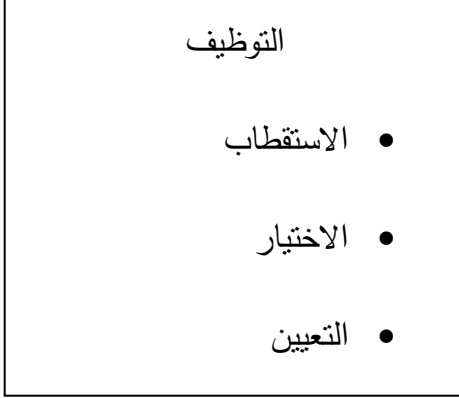 التوظيف
• الاستقطاب
• الاختيار
• التعيين